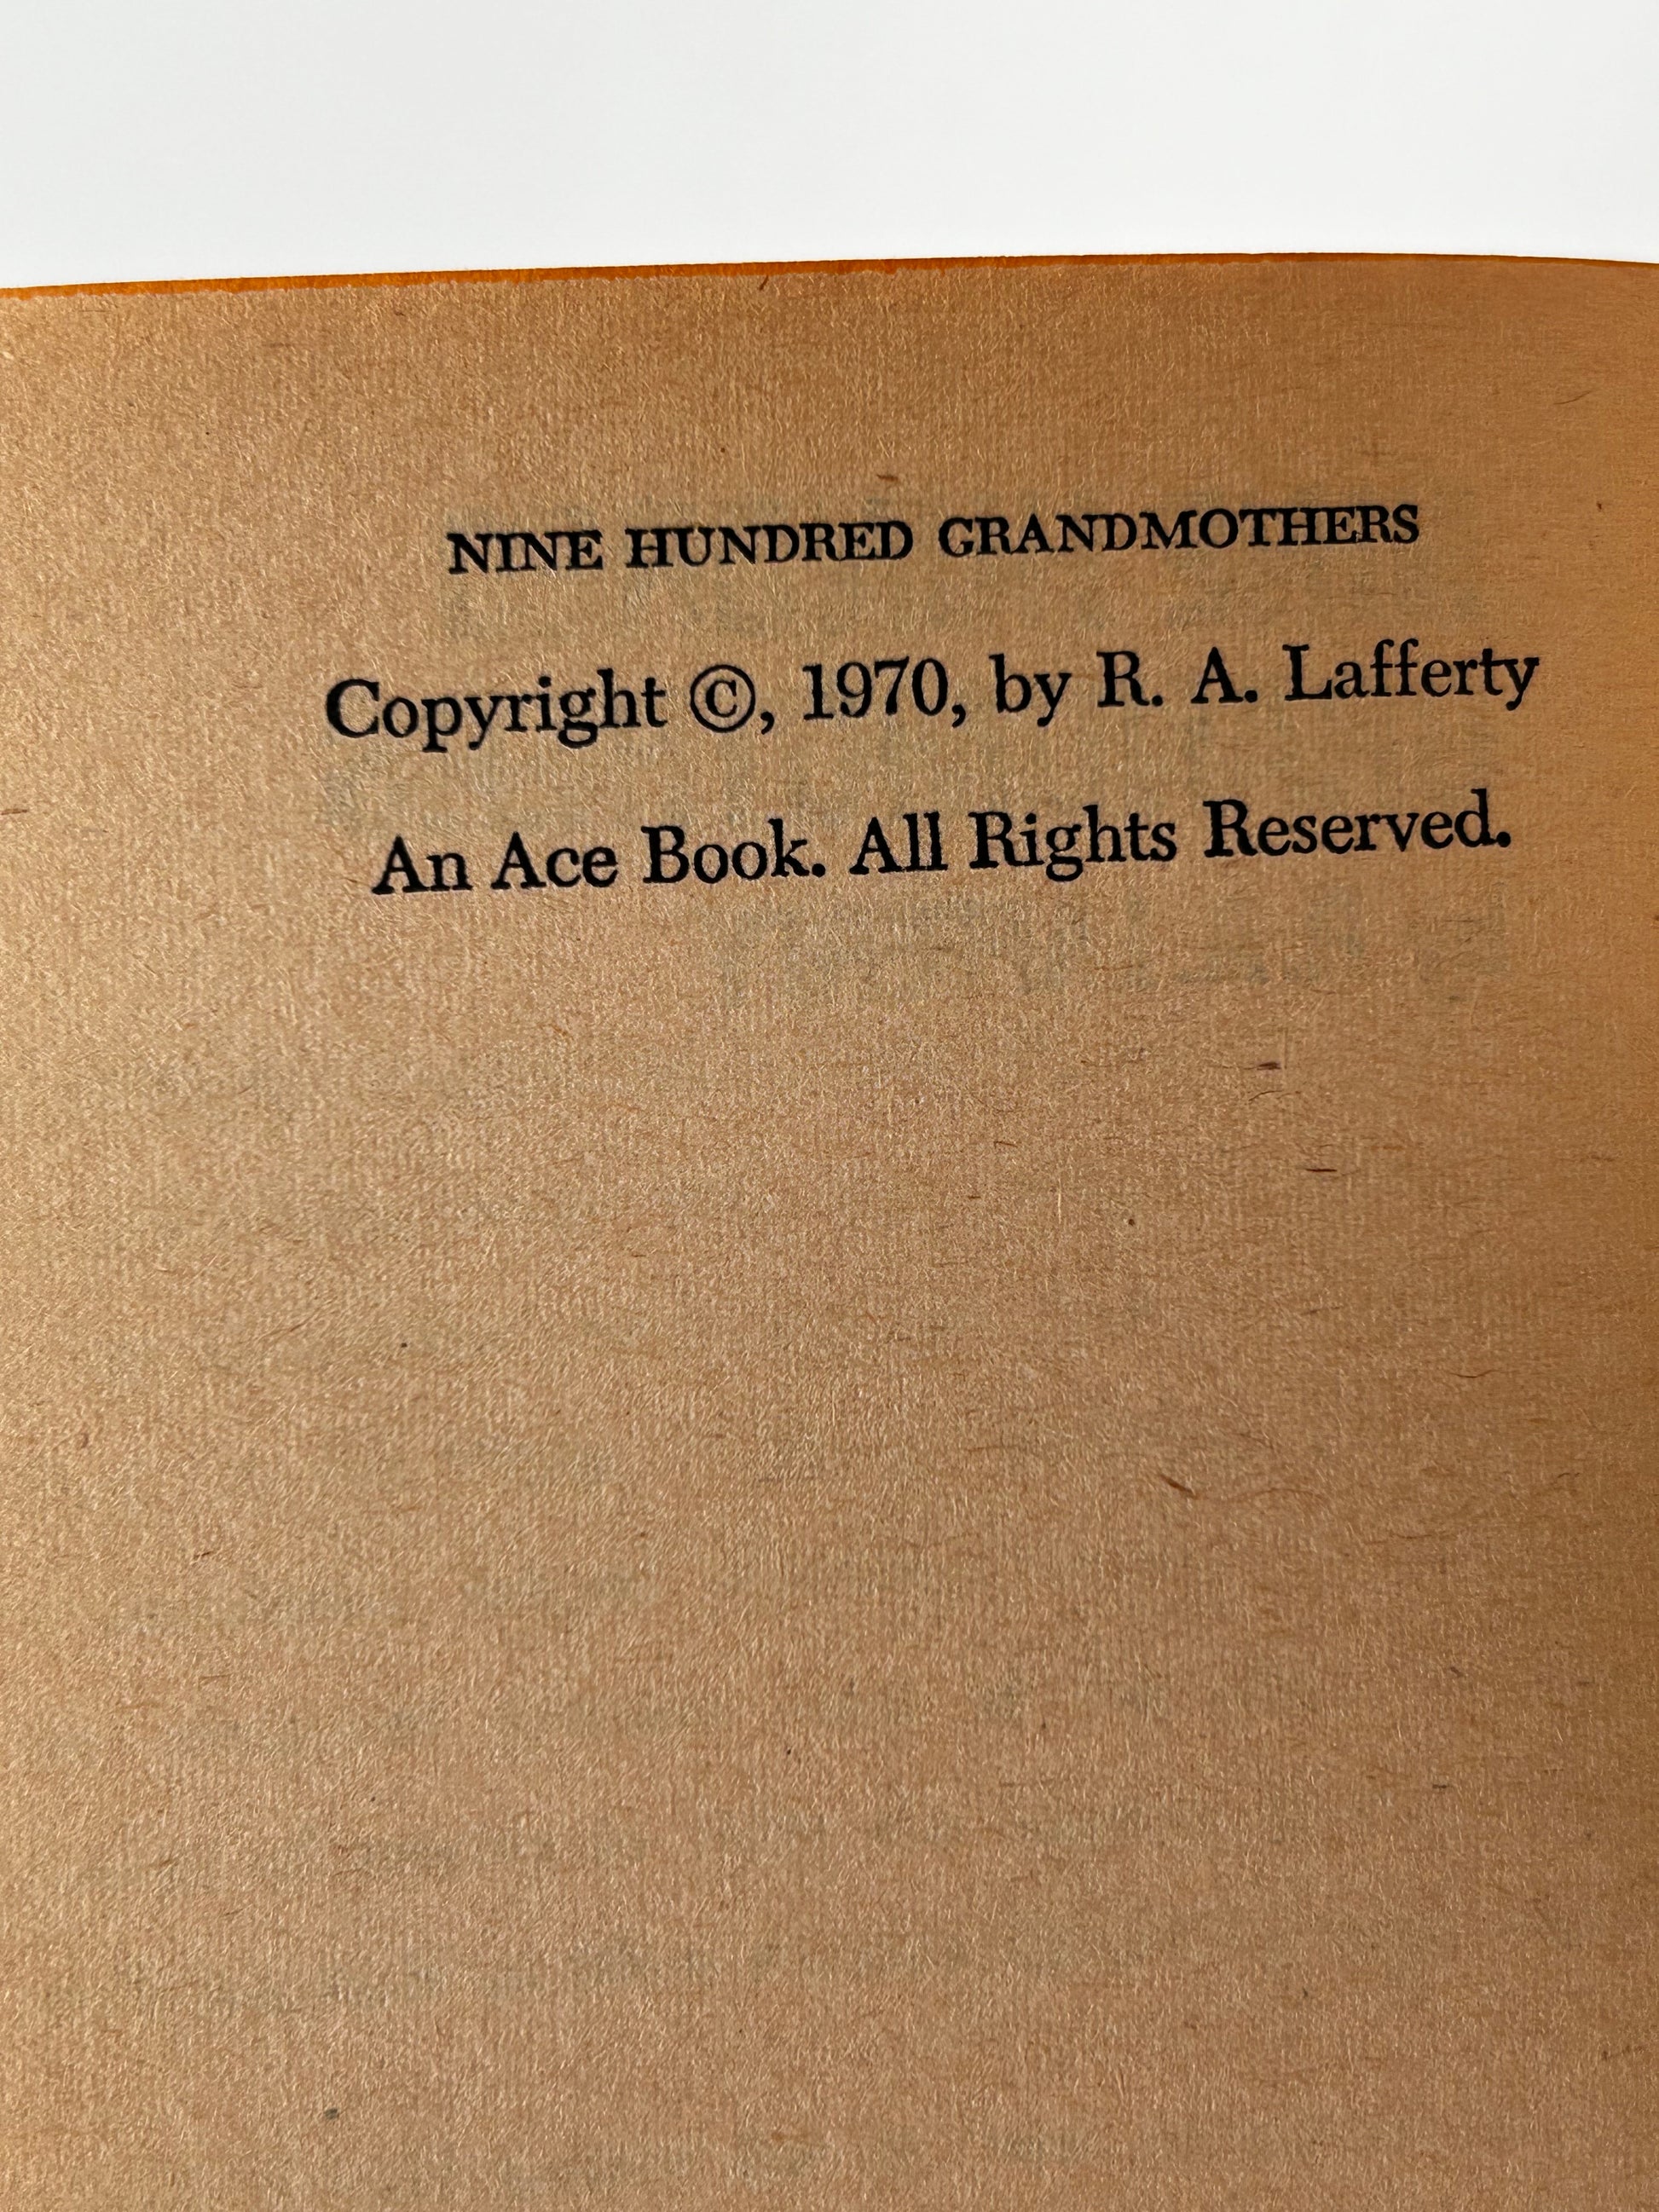 NINE HUNDRED GRANDMOTHERS
Copyright ©, 1970, by R. A. Lafferty
An Ace Book. All Rights Reserved.